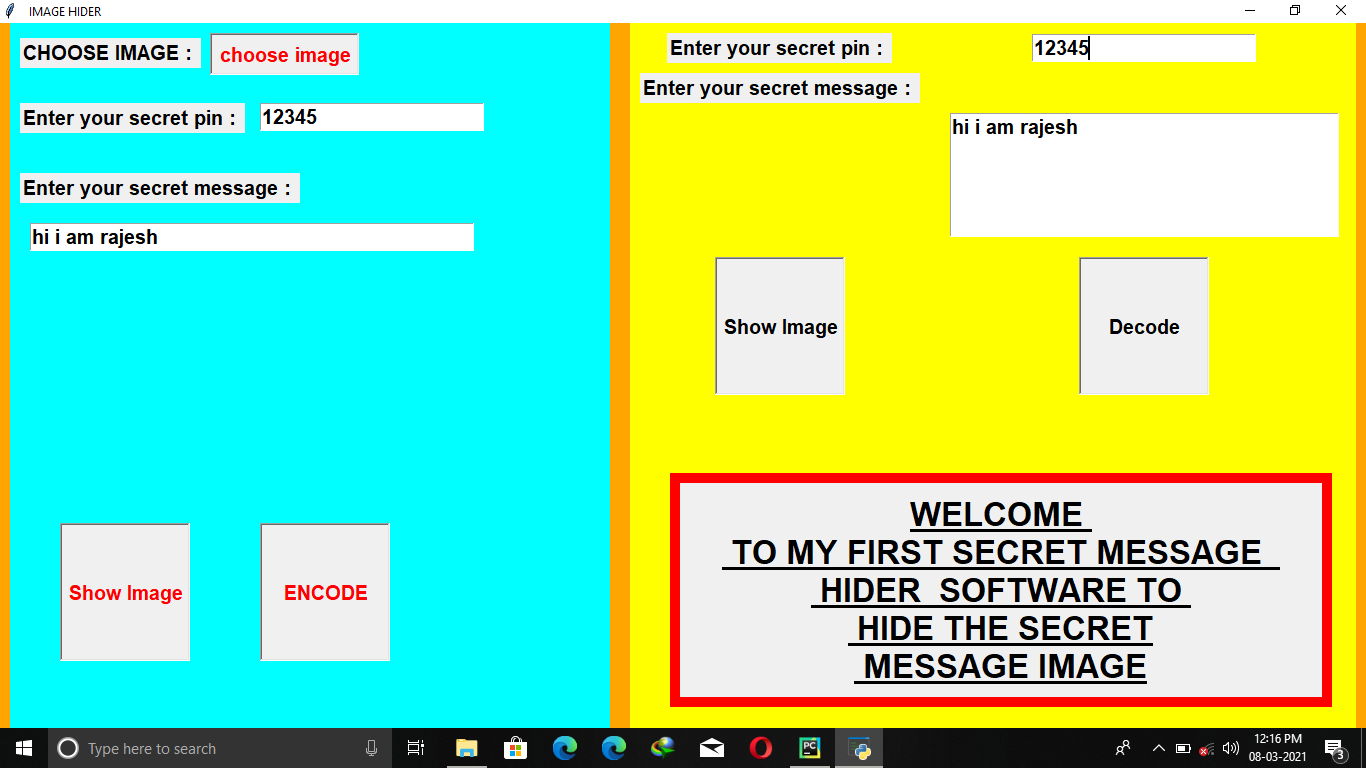 IMAGE HIDER
CHOOSE IMAGE :
choose image
Enter your secret pin :
12345
Enter your secret message :
hi i am rajesh
Show Image
ENCODE
Enter your secret pin :
12345
Enter your secret message :
hi i am rajesh
Show Image
Decode
WELCOME
TO MY FIRST SECRET MESSAGE
HIDER SOFTWARE TO
HIDE THE SECRET
MESSAGE IMAGE
Type here to search
PC
12:16 PM
08-03-2021
3